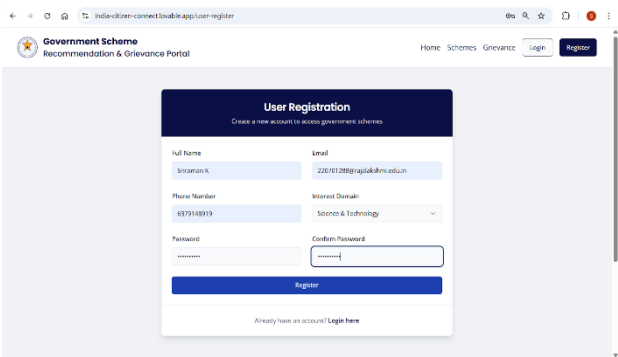 india-citizen-connect.lovable.app/user-register
S
Government Scheme
Recommendation & Grievance Portal
Home Schemes Grievance Login Register
User Registration
Create a new account to access government schemes
Full Name Email
Sriraman K 220701288@rajalakshmi.edu.in
Phone Number Interest Domain
6379148919 Science & Technology
Password Confirm Password
Register
Already have an account? Login here